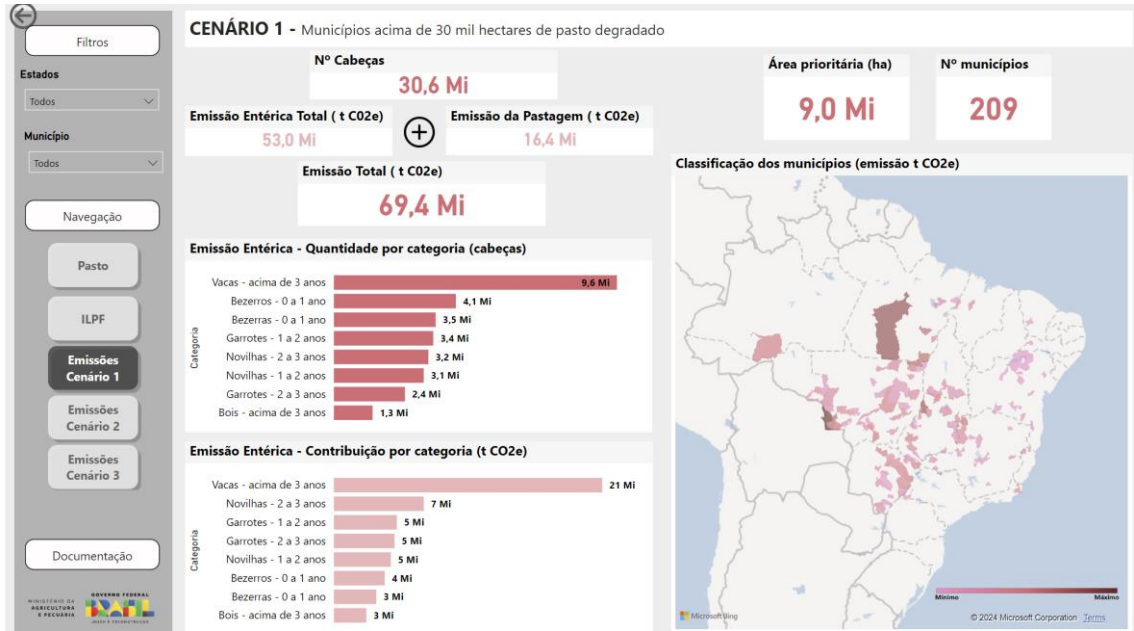 Filtros
Estados
Todos
Município
Todos
Navegação
Pasto
ILPF
Emissões
Cenário 1
Emissões
Cenário 2
Emissões
Cenário 3
Documentação
MINISTÉRIO DA
AGRICULTURA
E PECUÁRIA
GOVERNO FEDERAL
BRASIL
UNIÃO E RECONSTRUÇÃO
CENÁRIO 1 - Municípios acima de 30 mil hectares de pasto degradado
Nº Cabeças
30,6 Mi
Emissão Entérica Total ( t C02e)
53,0 Mi
Emissão da Pastagem ( t C02e)
16,4 Mi
Emissão Total ( t C02e)
69,4 Mi
Área prioritária (ha)
9,0 Mi
Nº municípios
209
Emissão Entérica - Quantidade por categoria (cabeças)
Categoria
Vacas - acima de 3 anos 9,6 Mi
Bezerros - 0 a 1 ano 4,1 Mi
Bezerras - 0 a 1 ano 3,5 Mi
Garrotes - 1 a 2 anos 3,4 Mi
Novilhas - 2 a 3 anos 3,2 Mi
Novilhas - 1 a 2 anos 3,1 Mi
Garrotes - 2 a 3 anos 2,4 Mi
Bois - acima de 3 anos 1,3 Mi
Emissão Entérica - Contribuição por categoria (t CO2e)
Categoria
Vacas - acima de 3 anos 21 Mi
Novilhas - 2 a 3 anos 7 Mi
Garrotes - 1 a 2 anos 5 Mi
Garrotes - 2 a 3 anos 5 Mi
Novilhas - 1 a 2 anos 5 Mi
Bezerros - 0 a 1 ano 4 Mi
Bezerras - 0 a 1 ano 3 Mi
Bois - acima de 3 anos 3 Mi
Classificação dos municípios (emissão t CO2e)
Mínimo Máximo
Microsoft Bing
© 2024 Microsoft Corporation Terms